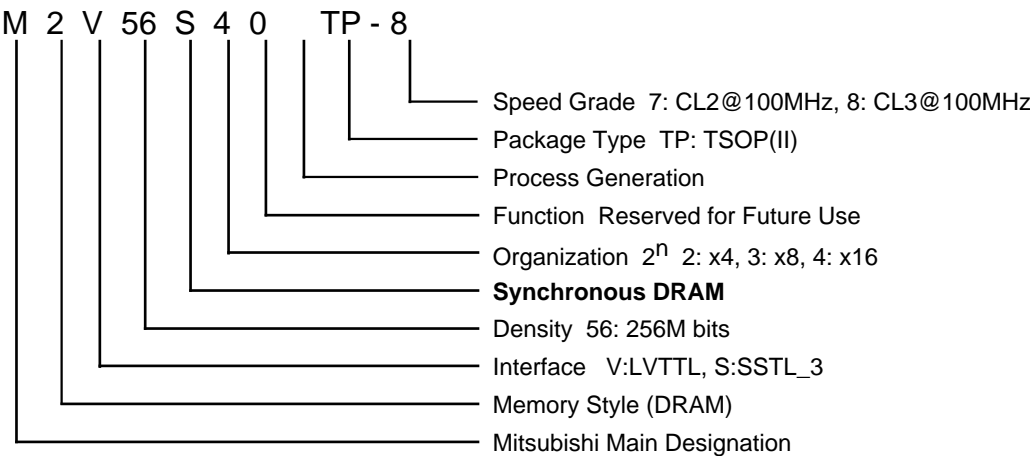 M 2 V 56 S 4 0 TP - 8
Speed Grade 7: CL2@100MHz, 8: CL3@100MHz
Package Type TP: TSOP(II)
Process Generation
Function Reserved for Future Use
Organization 2n 2: x4, 3: x8, 4: x16
Synchronous DRAM
Density 56: 256M bits
Interface V:LVTTL, S:SSTL_3
Memory Style (DRAM)
Mitsubishi Main Designation